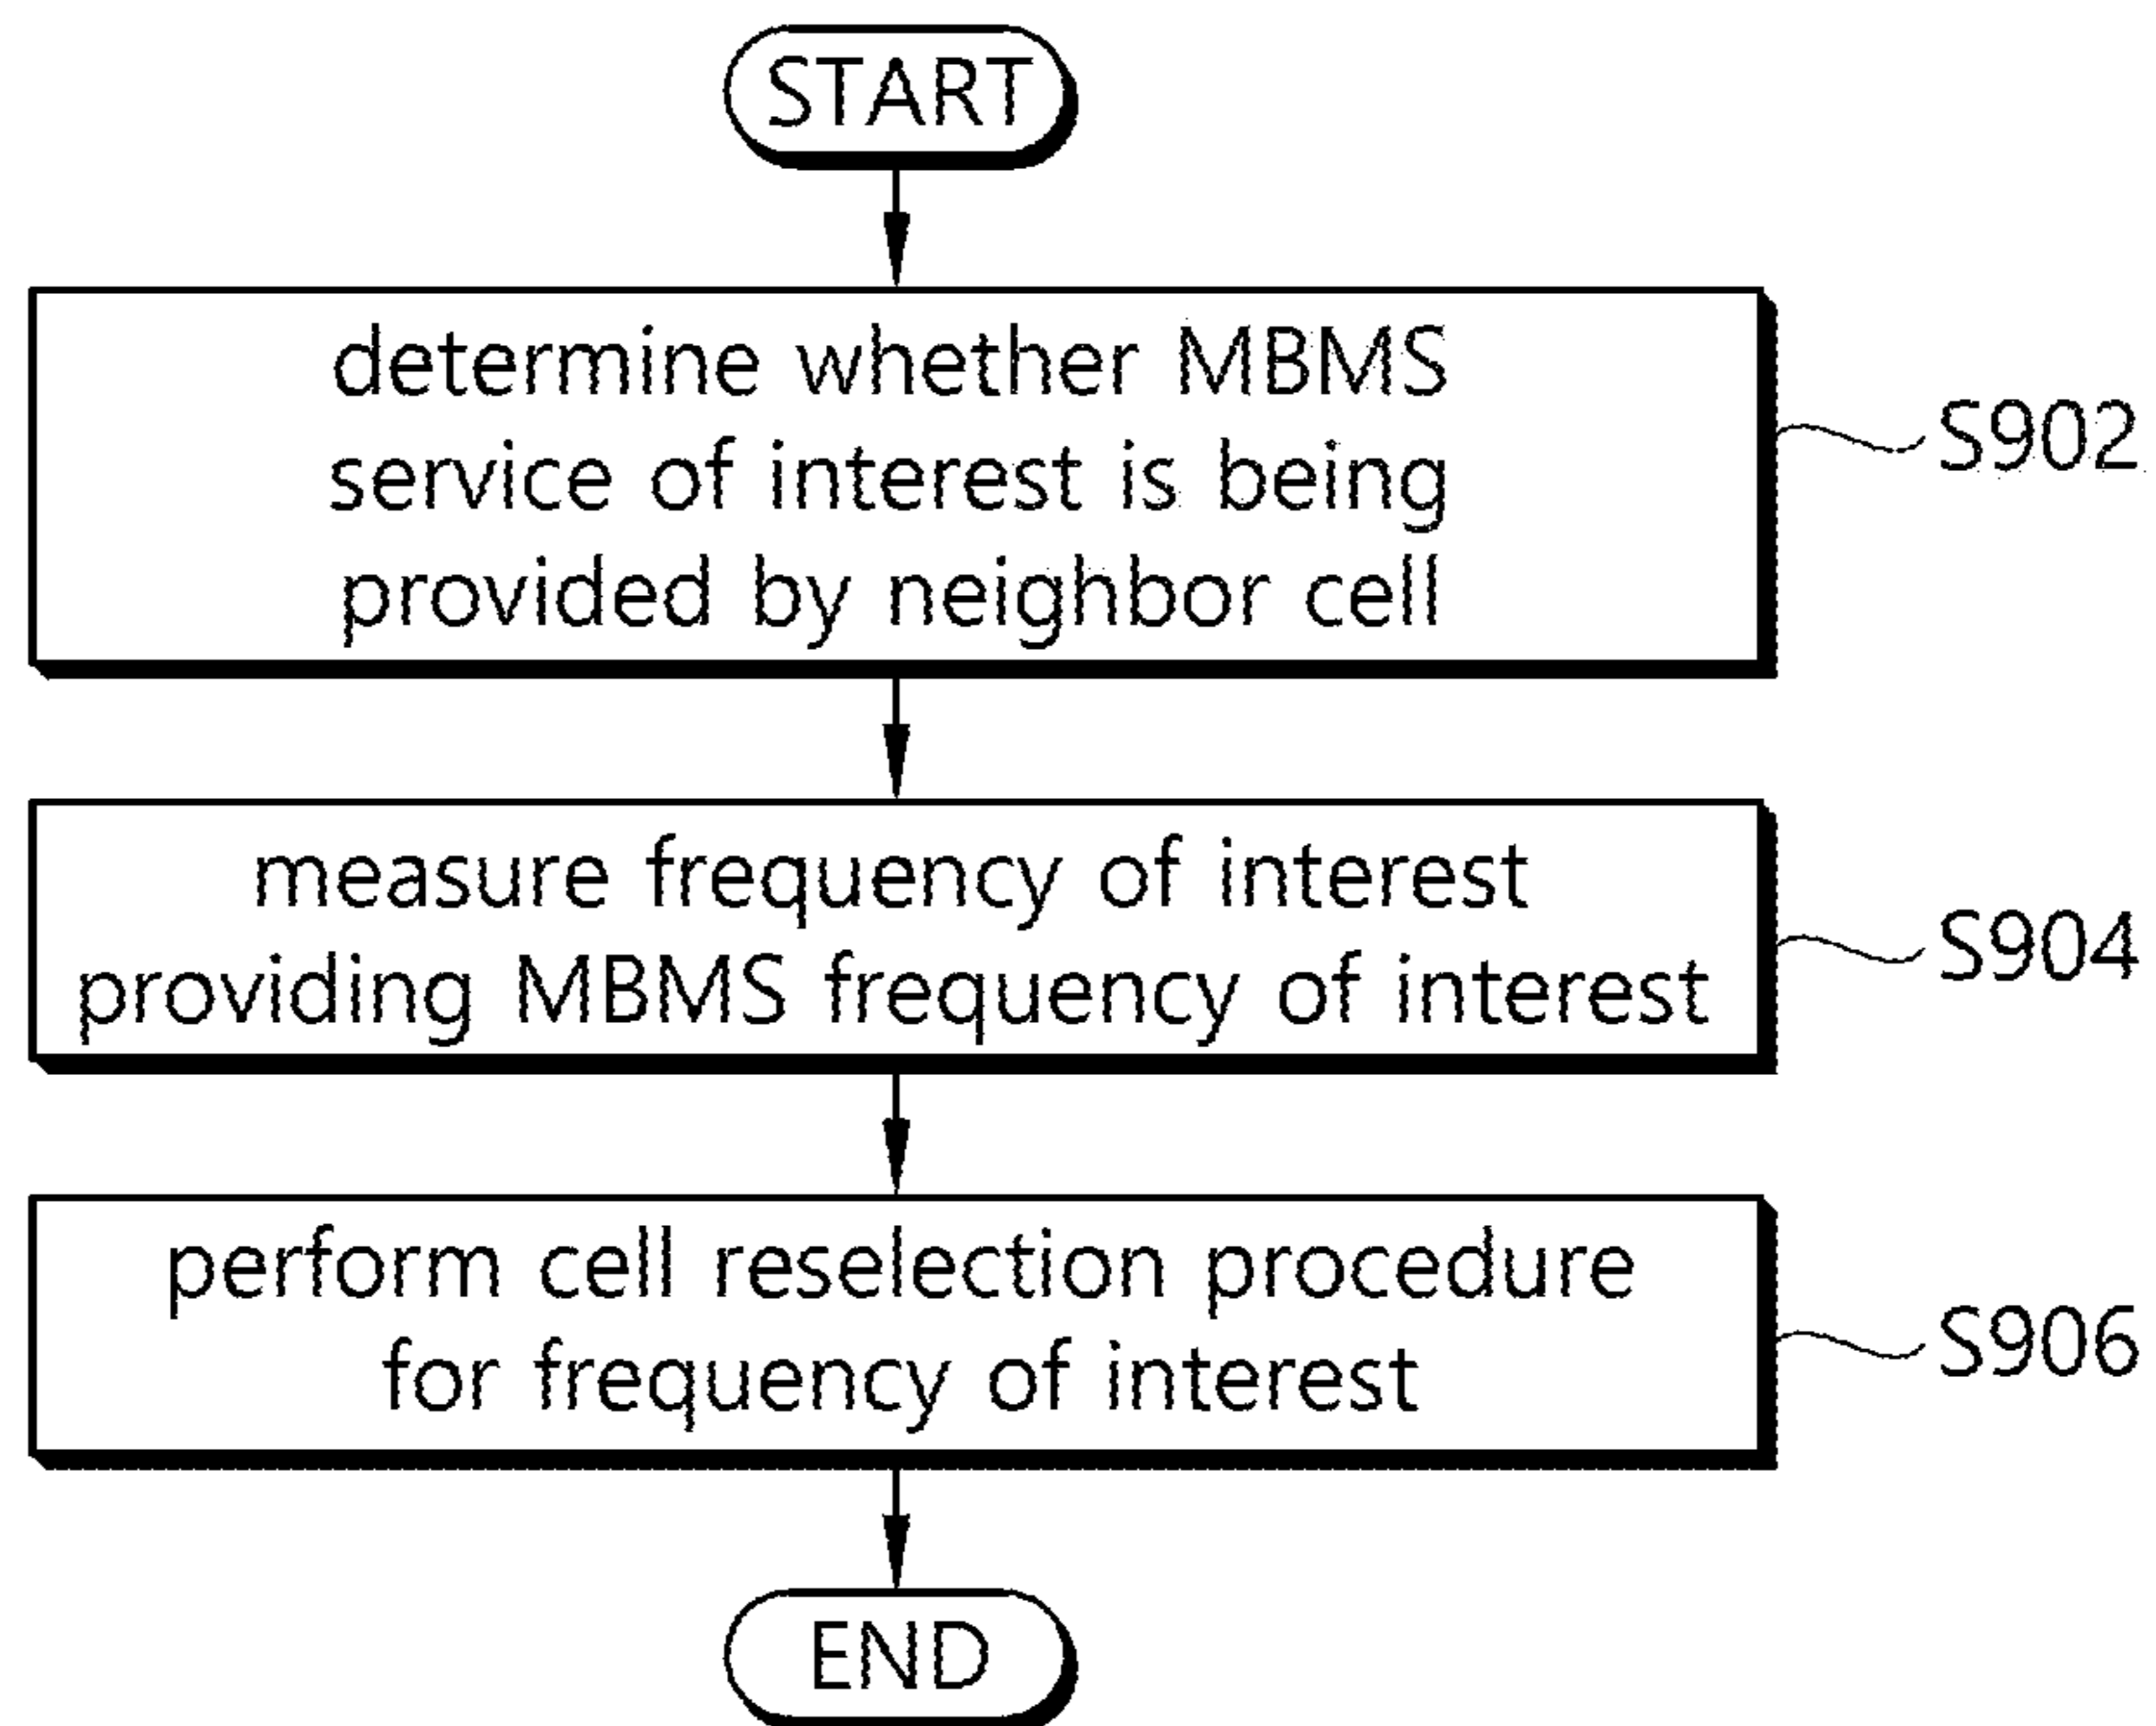 START
determine whether MBMS
service of interest is being
provided by neighbor cell
S902
measure frequency of interest
providing MBMS frequency of interest
S904
perform cell reselection procedure
for frequency of interest
S906
END